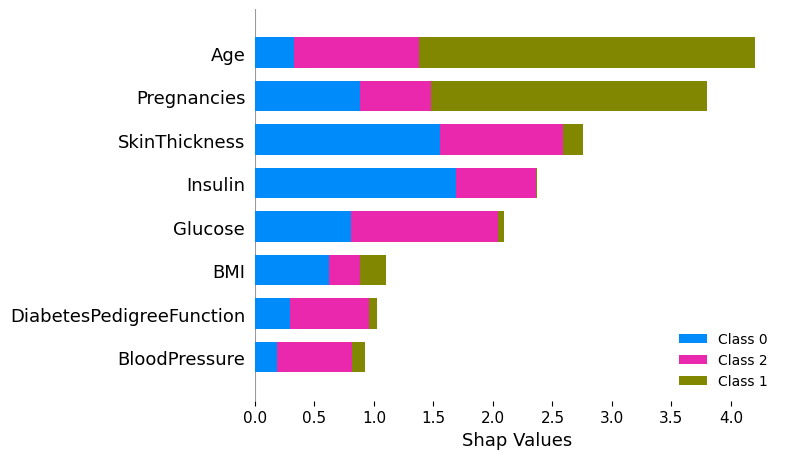 Age
Pregnancies
SkinThickness
Insulin
Glucose
BMI
DiabetesPedigreeFunction
BloodPressure
Class 0
Class 2
Class 1
0.0 0.5 1.0 1.5 2.0 2.5 3.0 3.5 4.0
Shap Values